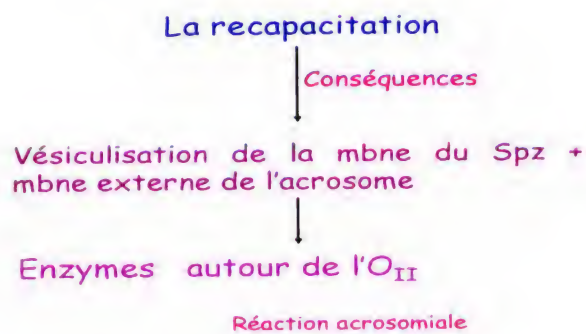 La recapacitation
Conséquences
Vésiculisation de la mbne du Spz +
mbne externe de l'acrosome
Enzymes autour de l'OII
Réaction acrosomiale